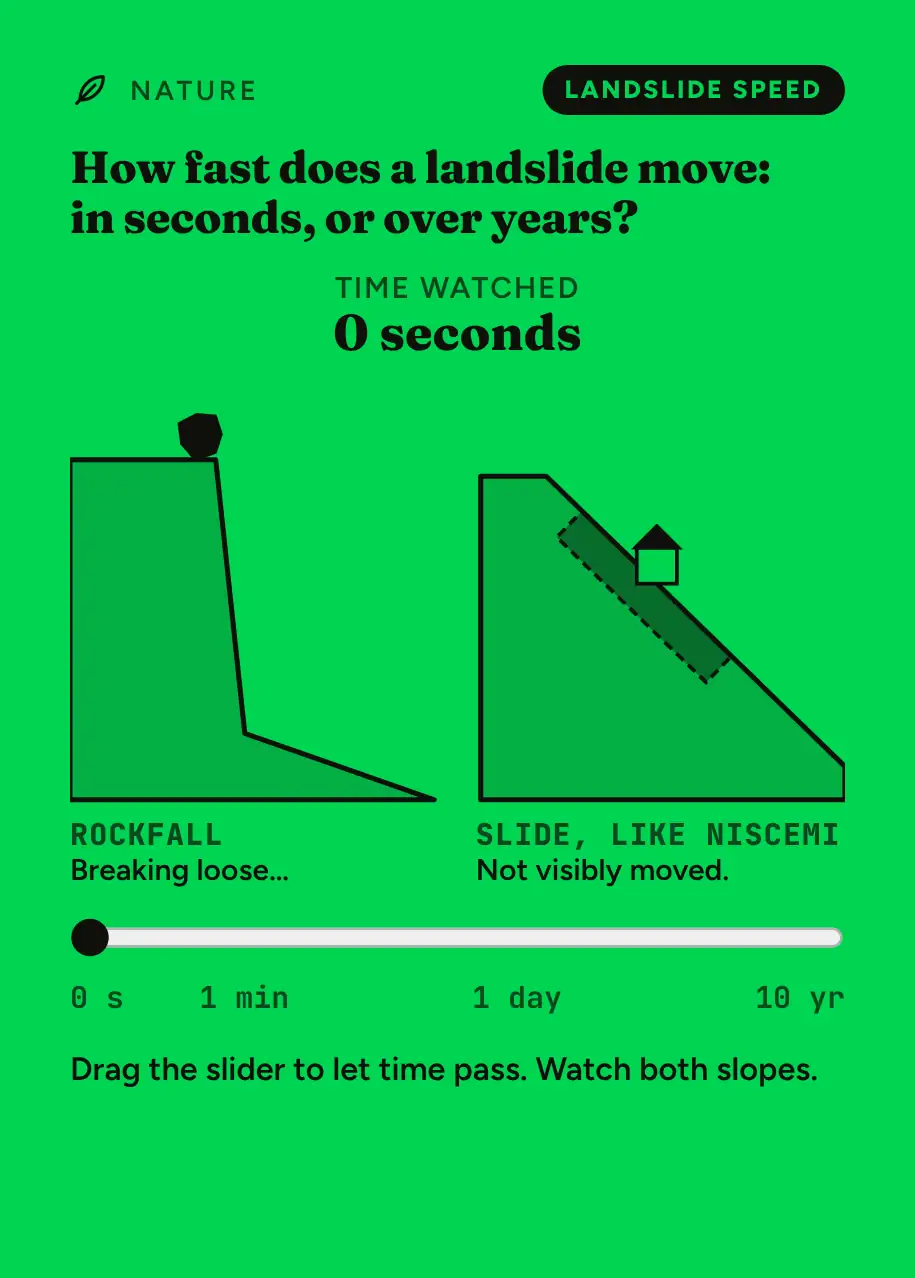 NATURE
LANDSLIDE SPEED
How fast does a landslide move:
in seconds, or over years?
TIME WATCHED
0 seconds
ROCKFALL
Breaking loose...
SLIDE, LIKE NISCEMI
Not visibly moved.
0 s
1 min
1 day
10 yr
Drag the slider to let time pass. Watch both slopes.